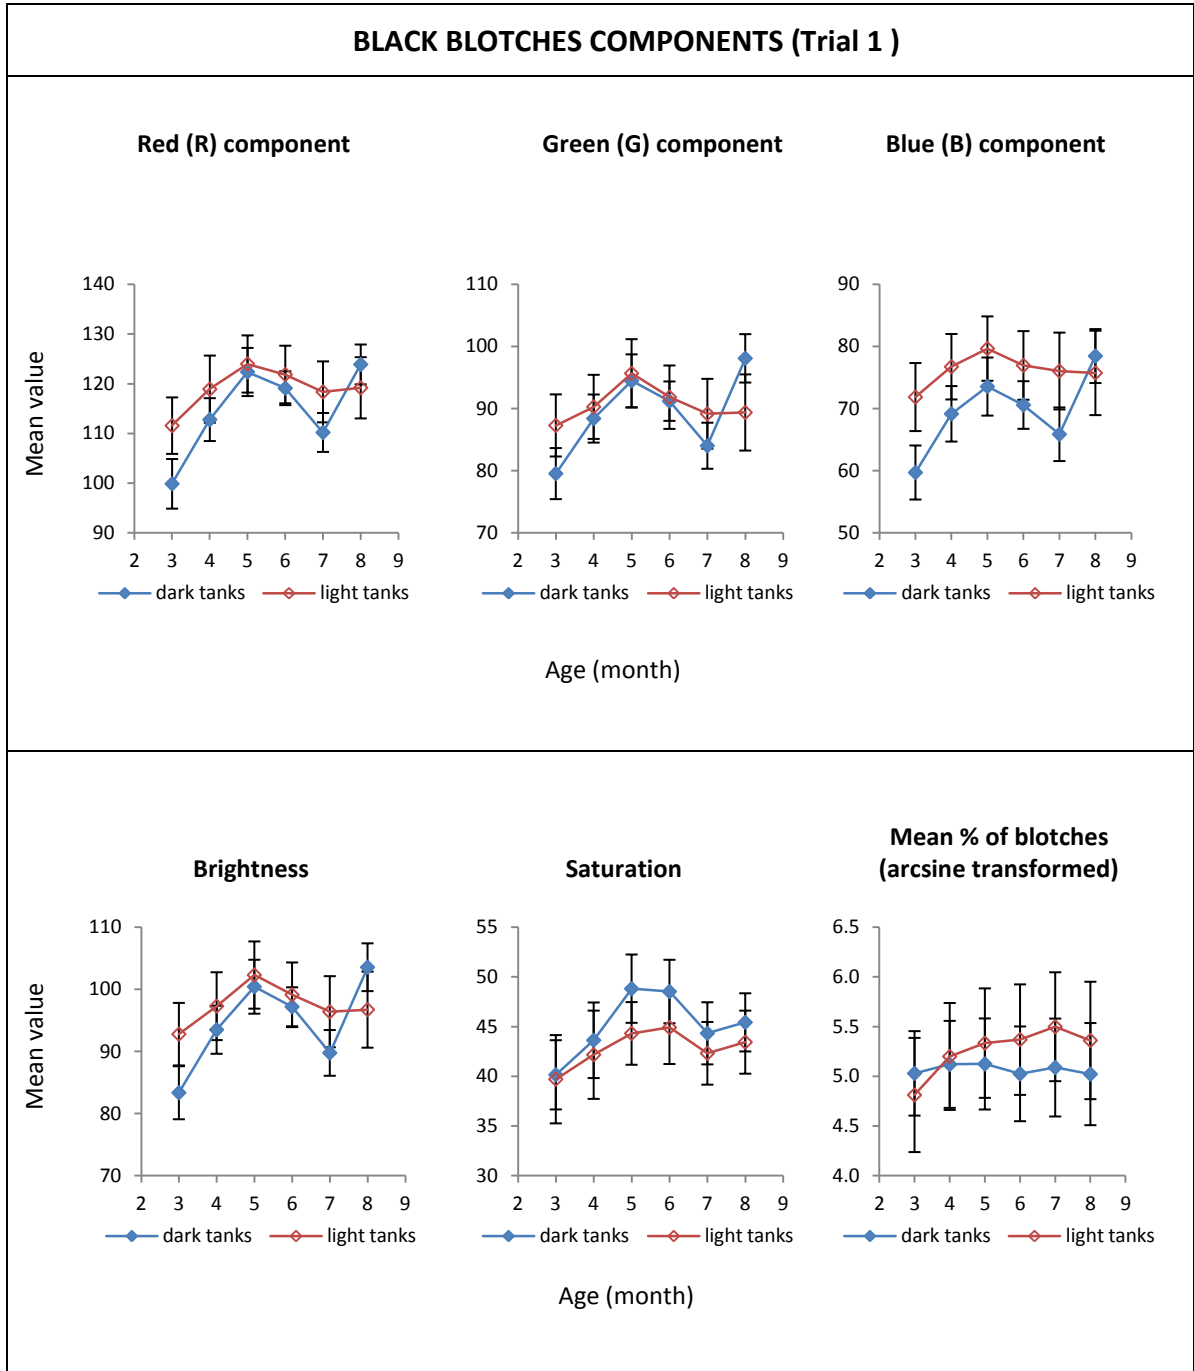 BLACK BLOTCHES COMPONENTS (Trial 1 )
Red (R) component
Green (G) component
Blue (B) component
Mean value
140
130
120
110
100
90
2 3 4 5 6 7 8 9
dark tanks light tanks
110
100
90
80
70
2 3 4 5 6 7 8 9
dark tanks light tanks
90
80
70
60
50
2 3 4 5 6 7 8 9
dark tanks light tanks
Age (month)
Brightness
Saturation
Mean % of blotches
(arcsine transformed)
Mean value
110
100
90
80
70
2 3 4 5 6 7 8 9
dark tanks light tanks
55
50
45
40
35
30
2 3 4 5 6 7 8 9
dark tanks light tanks
6.5
6.0
5.5
5.0
4.5
4.0
2 3 4 5 6 7 8 9
dark tanks light tanks
Age (month)